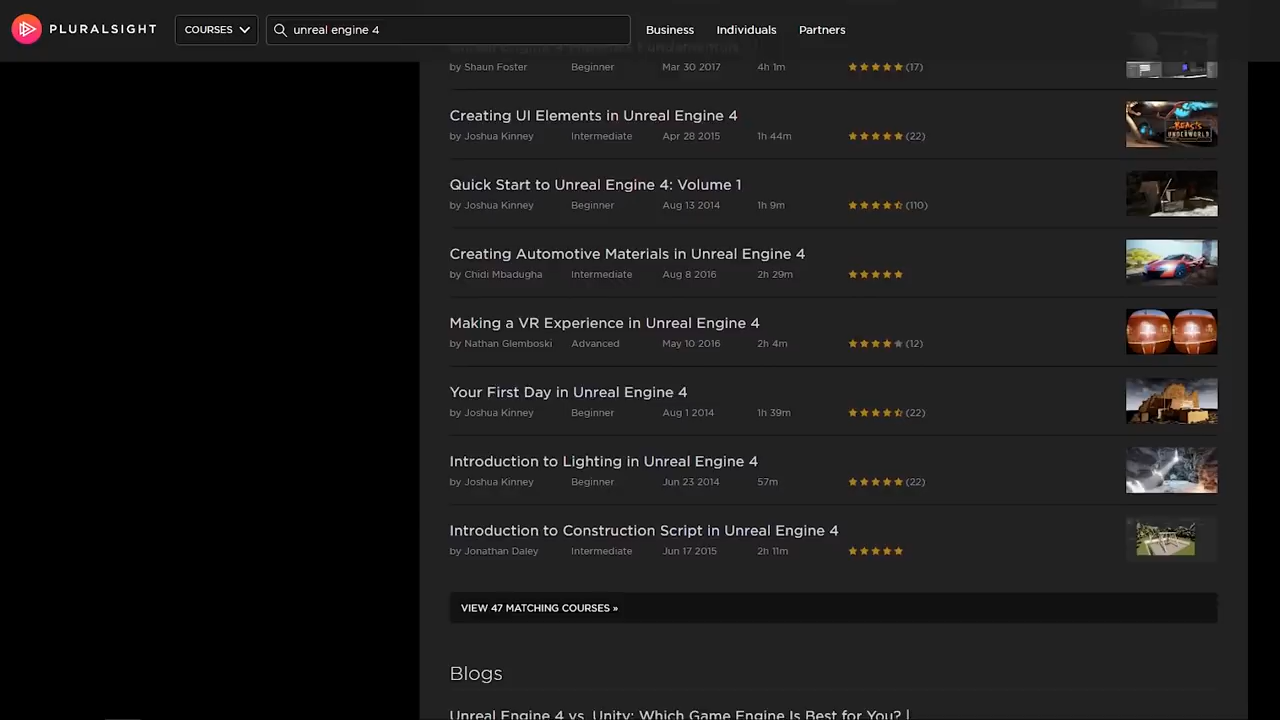 PLURALSIGHT COURSES unreal engine 4 Business Individuals Partners
by Shaun Foster Beginner Mar 30 2017 4h 1m (17)
Creating UI Elements in Unreal Engine 4
by Joshua Kinney Intermediate Apr 28 2015 1h 44m (22)
Quick Start to Unreal Engine 4: Volume 1
by Joshua Kinney Beginner Aug 13 2014 1h 9m (110)
Creating Automotive Materials in Unreal Engine 4
by Chidi Mbadugha Intermediate Aug 8 2016 2h 29m
Making a VR Experience in Unreal Engine 4
by Nathan Glemboski Advanced May 10 2016 2h 4m (12)
Your First Day in Unreal Engine 4
by Joshua Kinney Beginner Aug 1 2014 1h 39m (22)
Introduction to Lighting in Unreal Engine 4
by Joshua Kinney Beginner Jun 23 2014 57m (22)
Introduction to Construction Script in Unreal Engine 4
by Jonathan Daley Intermediate Jun 17 2015 2h 11m
VIEW 47 MATCHING COURSES »
Blogs
Unreal Engine 4 vs. Unity: Which Game Engine Is Best for You? |